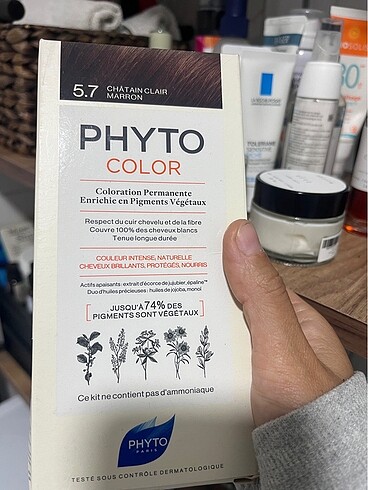 5.7 CHÂTAIN CLAIR
MARRON
PHYTO
COLOR
Coloration Permanente
Enrichie en Pigments Végétaux
Respect du cuir chevelu et de la fibre
Couvre 100% des cheveux blancs
Tenue longue durée
COULEUR INTENSE, NATURELLE
CHEVEUX BRILLANTS, PROTÉGÉS, NOURRIS
Actifs apaisants : extrait d'écorce de jujubier, épaline™
Duo d'huiles précieuses : huiles de jojoba, monoï
JUSQU'À 74% DES
PIGMENTS SONT VÉGÉTAUX
Ce kit ne contient pas d'ammoniaque
PHYTO
PARIS
TESTÉ SOUS CONTRÔLE DERMATOLOGIQUE
5.7
LA ROCHE-POSAY